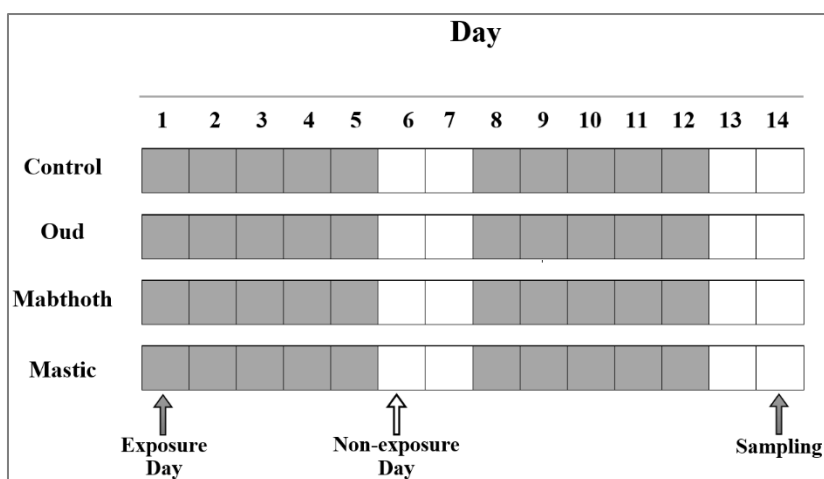 Day
1 2 3 4 5 6 7 8 9 10 11 12 13 14
Control
Oud
Mabthoth
Mastic
Exposure
Day
Non-exposure
Day
Sampling